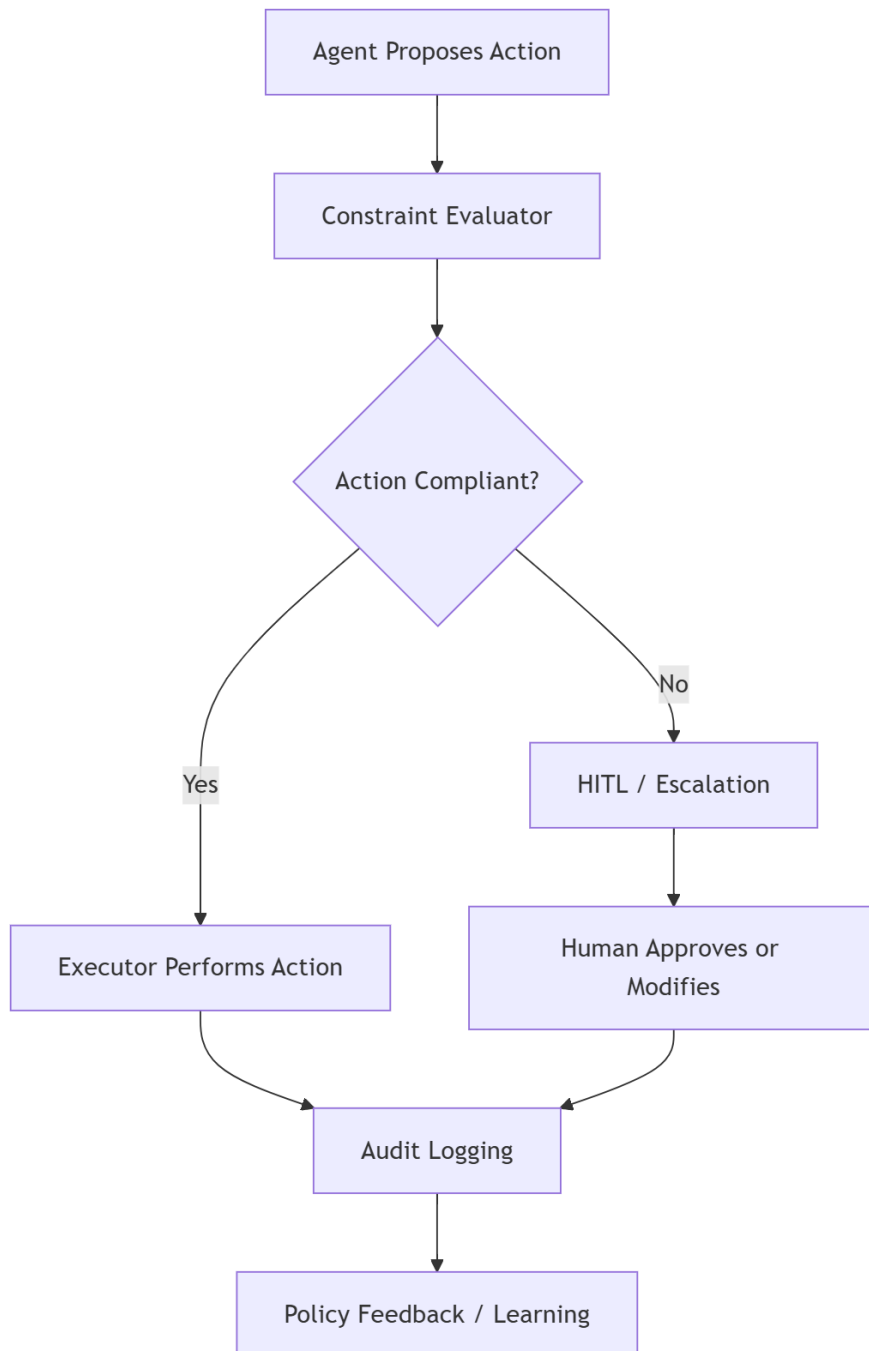 Agent Proposes Action
Constraint Evaluator
Action Compliant?
No
Yes
HITL / Escalation
Human Approves or
Modifies
Executor Performs Action
Audit Logging
Policy Feedback / Learning